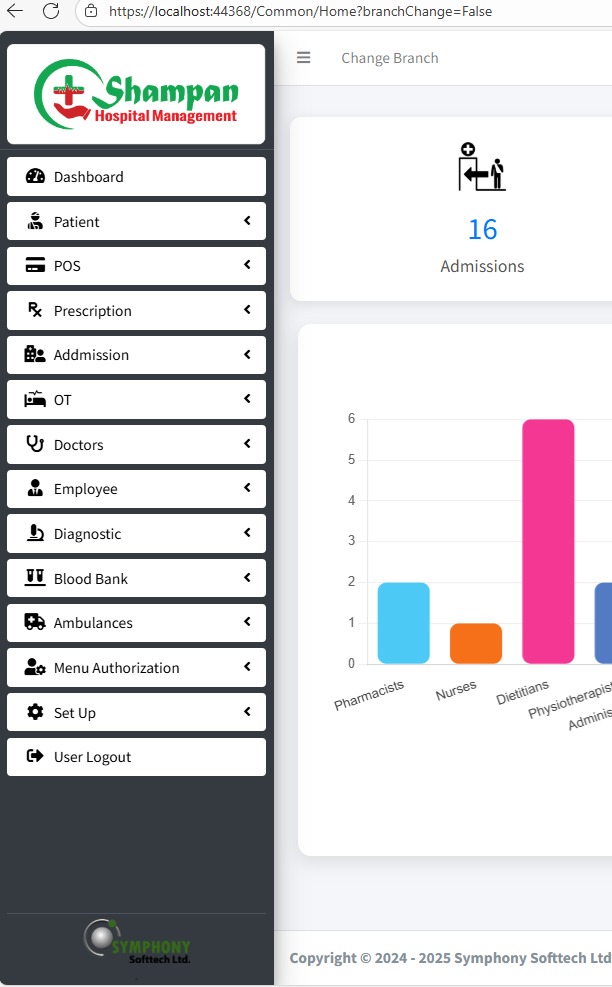 https://localhost:44368/Common/Home?branchChange=False
Shampan
Hospital Management
Change Branch
Dashboard
Patient
POS
Prescription
Addmission
OT
Doctors
Employee
Diagnostic
Blood Bank
Ambulances
Menu Authorization
Set Up
User Logout
SYMPHONY
Softtech Ltd.
16
Admissions
6
5
4
3
2
1
0
Pharmacists
Nurses
Dietitians
Physiotherapist
Adminis
Copyright © 2024 - 2025 Symphony Softtech Ltd